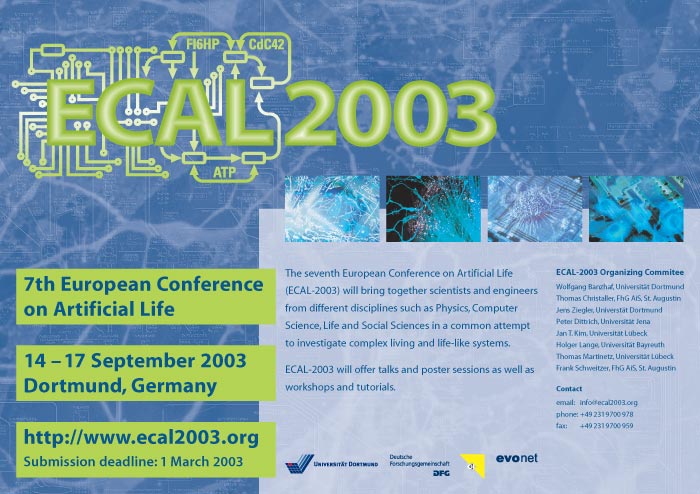 FI6HP
CdC42
ECAL 2003
ATP
7th European Conference
on Artificial Life
14 – 17 September 2003
Dortmund, Germany
http://www.ecal2003.org
Submission deadline: 1 March 2003
The seventh European Conference on Artificial Life
(ECAL-2003) will bring together scientists and engineers
from different disciplines such as Physics, Computer
Science, Life and Social Sciences in a common attempt
to investigate complex living and life-like systems.
ECAL-2003 will offer talks and poster sessions as well as
workshops and tutorials.
ECAL-2003 Organizing Commitee
Wolfgang Banzhaf, Universität Dortmund
Thomas Christaller, FhG AiS, St. Augustin
Jens Ziegler, Universtät Dortmund
Peter Dittrich, Universität Jena
Jan T. Kim, Universität Lübeck
Holger Lange, Universität Bayreuth
Thomas Martinetz, Universität Lübeck
Frank Schweitzer, FhG AiS, St. Augustin
Contact
email: info@ecal2003.org
phone: +49 231 9700 978
fax: +49 231 9700 959
Universität Dortmund
Deutsche
Forschungsgemeinschaft
DFG
evonet